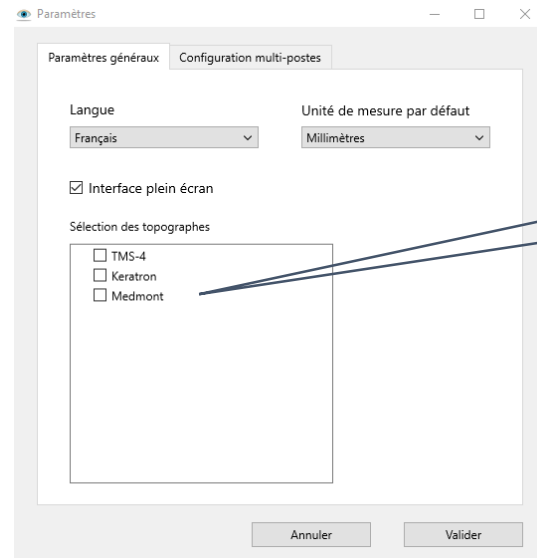 Paramètres
Paramètres généraux Configuration multi-postes
Langue Unité de mesure par défaut
Français Millimètres
Interface plein écran
Sélection des topographes
TMS-4
Keratron
Medmont
Annuler Valider